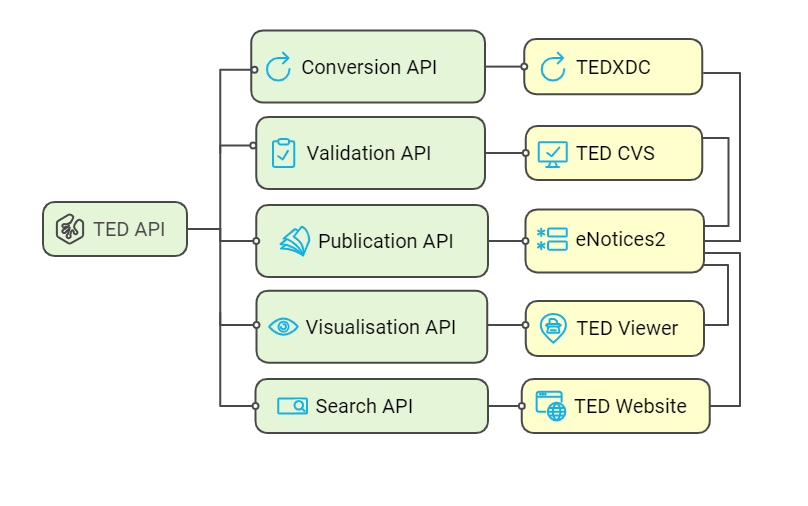 Conversion API
TEDXDC
Validation API
TED CVS
TED API
Publication API
eNotices2
Visualisation API
TED Viewer
Search API
TED Website